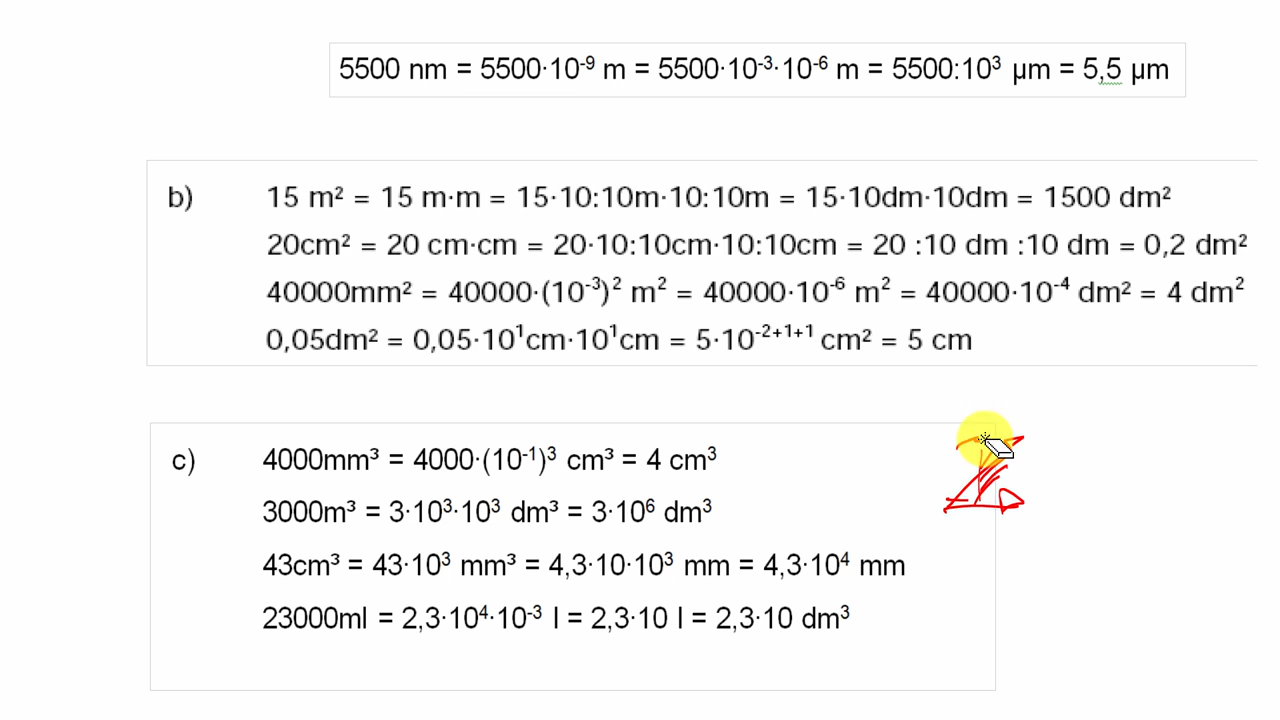 5500 nm = 5500·10⁻⁹ m = 5500·10⁻³·10⁻⁶ m = 5500:10³ µm = 5,5 µm
b) 15 m² = 15 m·m = 15·10:10m·10:10m = 15·10dm·10dm = 1500 dm²
20cm² = 20 cm·cm = 20·10:10cm·10:10cm = 20 :10 dm :10 dm = 0,2 dm²
40000mm² = 40000·(10⁻³)² m² = 40000·10⁻⁶ m² = 40000·10⁻⁴ dm² = 4 dm²
0,05dm² = 0,05·10¹cm·10¹cm = 5·10⁻²⁺¹⁺¹ cm² = 5 cm
c) 4000mm³ = 4000·(10⁻¹)³ cm³ = 4 cm³
3000m³ = 3·10³·10³ dm³ = 3·10⁶ dm³
43cm³ = 43·10³ mm³ = 4,3·10·10³ mm = 4,3·10⁴ mm
23000ml = 2,3·10⁴·10⁻³ l = 2,3·10 l = 2,3·10 dm³